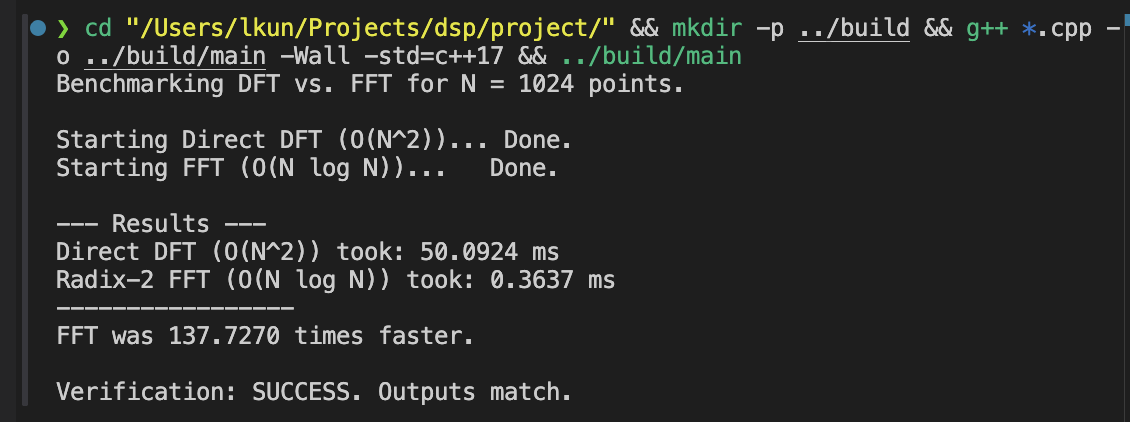 ❯ cd "/Users/lkun/Projects/dsp/project/" && mkdir -p ../build && g++ *.cpp -
o ../build/main -Wall -std=c++17 && ../build/main
Benchmarking DFT vs. FFT for N = 1024 points.
Starting Direct DFT (O(N^2))... Done.
Starting FFT (O(N log N))...   Done.
--- Results ---
Direct DFT (O(N^2)) took: 50.0924 ms
Radix-2 FFT (O(N log N)) took: 0.3637 ms
-----------------
FFT was 137.7270 times faster.
Verification: SUCCESS. Outputs match.